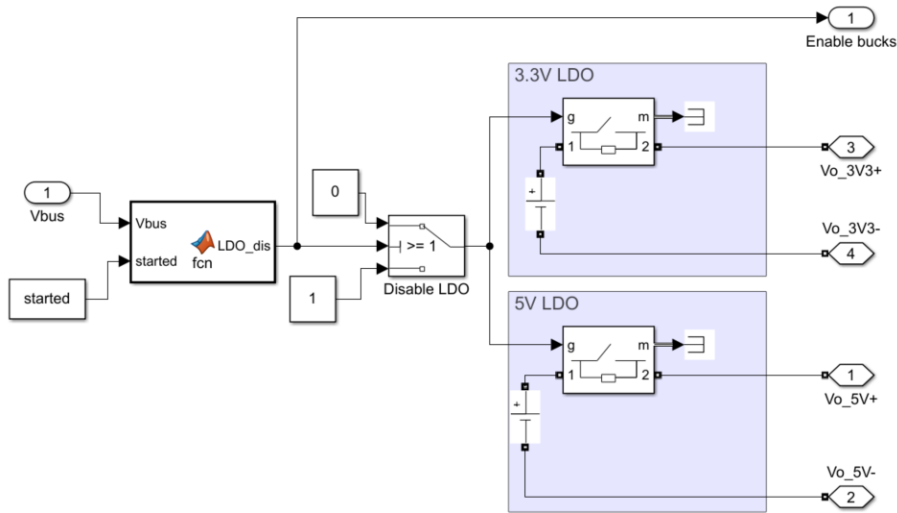 1
Enable bucks
3.3V LDO
g
m
1
2
3
Vo_3V3+
+
Vo_3V3-
4
0
1
Vbus
Vbus
LDO_dis
started
fcn
started
>= 1
1
Disable LDO
5V LDO
g
m
1
2
1
Vo_5V+
+
Vo_5V-
2